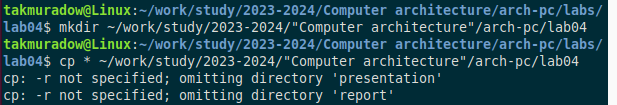 takmuradow@Linux:~/work/study/2023-2024/Computer architecture/arch-pc/labs/
lab04$ mkdir ~/work/study/2023-2024/"Computer architecture"/arch-pc/lab04
takmuradow@Linux:~/work/study/2023-2024/Computer architecture/arch-pc/labs/
lab04$ cp * ~/work/study/2023-2024/"Computer architecture"/arch-pc/lab04
cp: -r not specified; omitting directory 'presentation'
cp: -r not specified; omitting directory 'report'